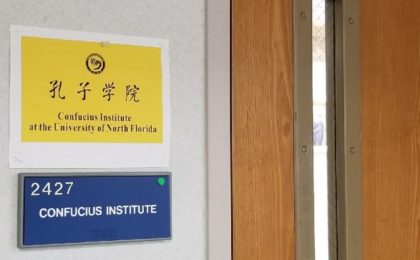 孔子学院
Confucius Institute
at the University of North Florida
2427
CONFUCIUS INSTITUTE